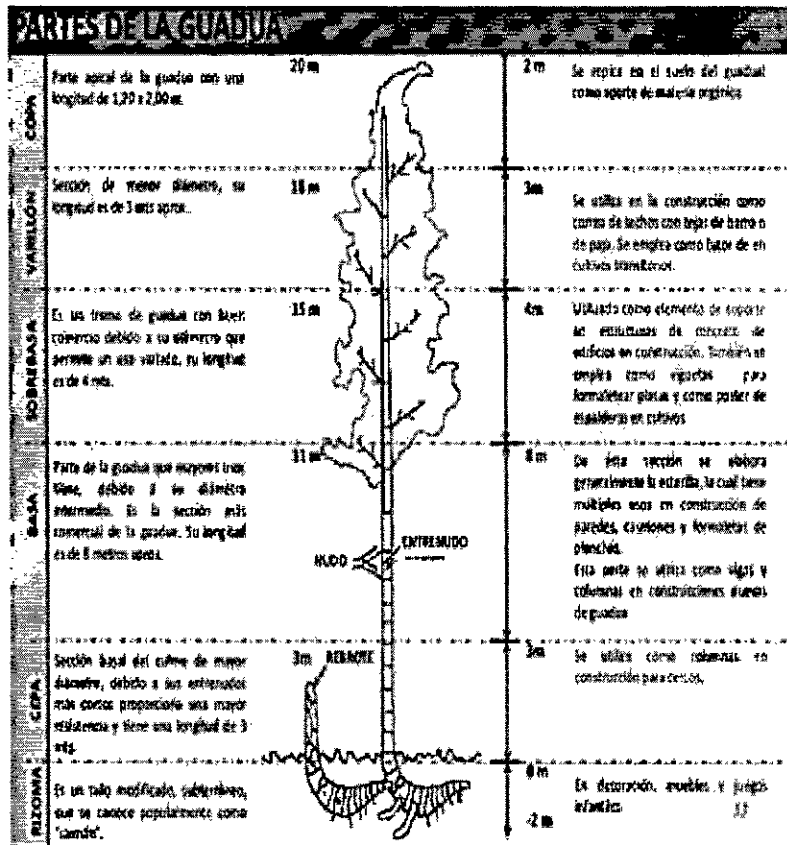 PARTES DE LA GUADUA
COPA
Parte apical de la guadua con una
longitud de 1,20 a 2,00 m.
20 m
2 m
Se repica en el suelo del guadual
como aporte de materia orgánica
VARILLÓN
Sección de menor diámetro, su
longitud es de 3 mts aprox.
18 m
3m
Se utiliza en la construcción como
correa de techos con tejas de barro o
de paja. Se emplea como tutor de en
cultivos transitorios.
SOBREBASA
Es un tramo de guadua con buen
comercio debido a su diámetro que
permite un uso variado, su longitud
es de 4 mts.
15 m
4m
Utilizada como elemento de soporte
en estructuras de concreto de
edificios en construcción. También se
emplea como viguetas para
formaletear placas y como postes de
espalderas en cultivos
BASA
Parte de la guadua que mayores usos
tiene, debido a su diámetro
intermedio. Es la sección más
comercial de la guadua. Su longitud
es de 8 metros aprox.
11 m
NUDO
ENTRENUDO
8 m
De esta sección se elabora
generalmente la esterilla, la cual tiene
multiples usos en construcción de
paredes, casetones y formaletas de
planchas.
Esta parte se utiliza como vigas y
columnas en construcciones
de guadua
CEPA
Sección basal del culmo de mayor
diámetro, debido a sus entrenudos
más cortos proporciona una mayor
resistencia y tiene una longitud de 3
mts.
3m
REBROTE
3m
Se utiliza como columnas en
construcción para cercos.
RIZOMA
Es un tallo modificado, subterráneo,
que se conoce popularmente como
"caimán".
0 m
-2 m
En decoración, muebles y juegos
infantiles